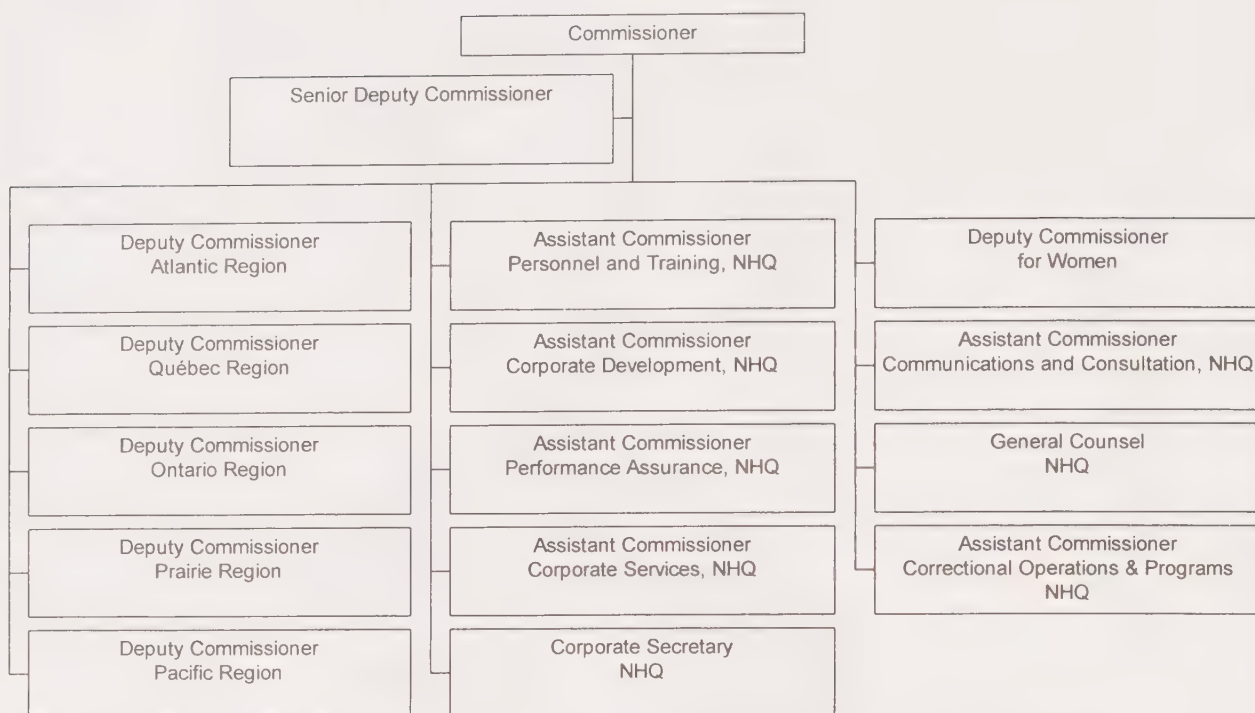 Commissioner
Senior Deputy Commissioner
Deputy Commissioner
Atlantic Region
Deputy Commissioner
Québec Region
Deputy Commissioner
Ontario Region
Deputy Commissioner
Prairie Region
Deputy Commissioner
Pacific Region
Assistant Commissioner
Personnel and Training, NHQ
Assistant Commissioner
Corporate Development, NHQ
Assistant Commissioner
Performance Assurance, NHQ
Assistant Commissioner
Corporate Services, NHQ
Corporate Secretary
NHQ
Deputy Commissioner
for Women
Assistant Commissioner
Communications and Consultation, NHQ
General Counsel
NHQ
Assistant Commissioner
Correctional Operations & Programs
NHQ